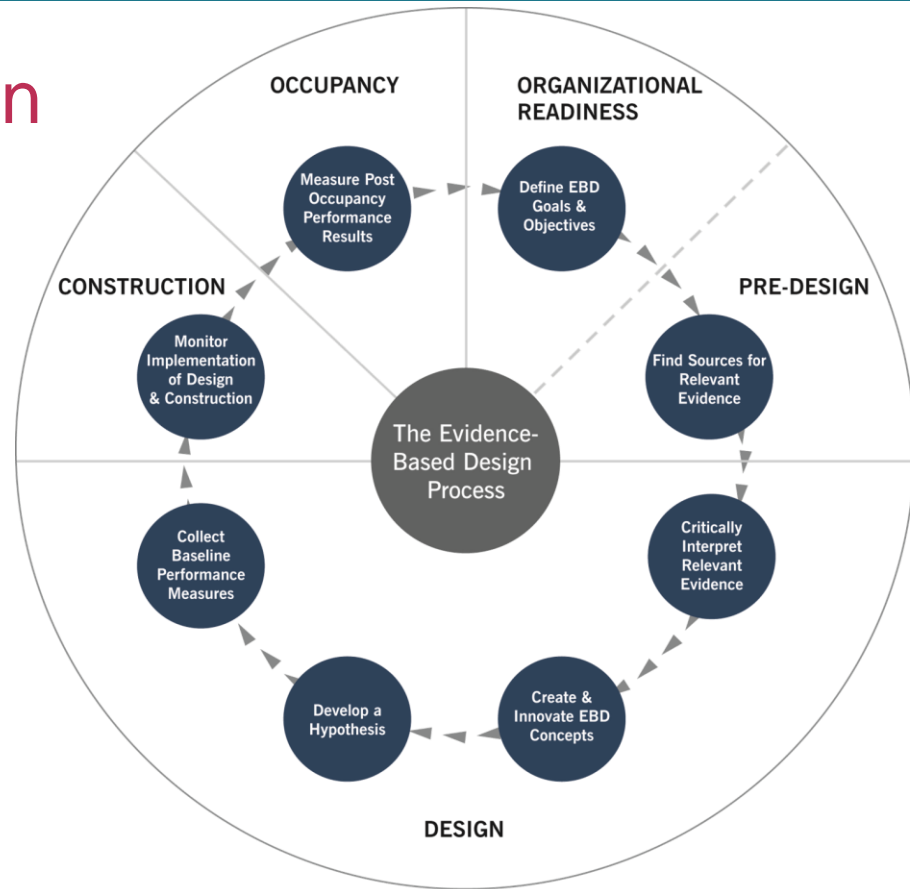 n
OCCUPANCY
ORGANIZATIONAL
READINESS
Measure Post
Occupancy
Performance
Results
Define EBD
Goals &
Objectives
CONSTRUCTION
PRE-DESIGN
Monitor
Implementation
of Design
& Construction
Find Sources for
Relevant
Evidence
The Evidence-
Based Design
Process
Collect
Baseline
Performance
Measures
Critically
Interpret
Relevant
Evidence
Develop a
Hypothesis
Create &
Innovate EBD
Concepts
DESIGN